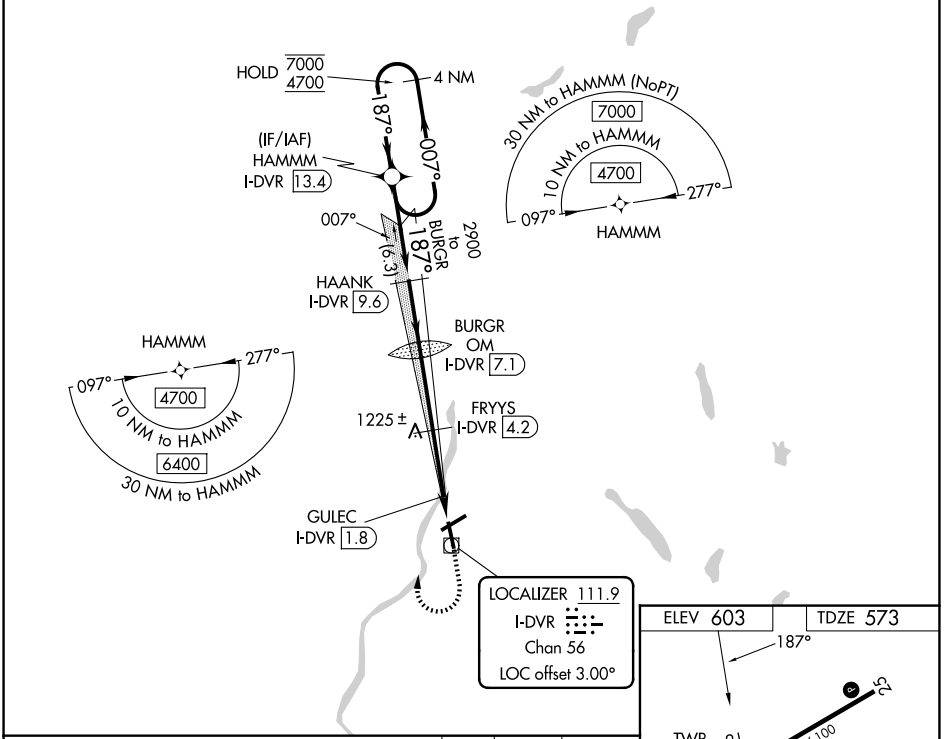 HOLD 7000
4700
4 NM
187°
007°
(IF/IAF)
HAMMM
I-DVR 13.4
30 NM to HAMMM (NoPT)
7000
10 NM to HAMMM
4700
097°
277°
HAMMM
007°
(6.3)
187°
2900
to
BURGR
HAANK
I-DVR 9.6
BURGR
OM
I-DVR 7.1
HAMMM
097°
277°
4700
10 NM to HAMMM
6400
30 NM to HAMMM
1225 ±
FRYYS
I-DVR 4.2
GULEC
I-DVR 1.8
LOCALIZER 111.9
I-DVR
Chan 56
LOC offset 3.00°
ELEV 603
TDZE 573
187°
P
25